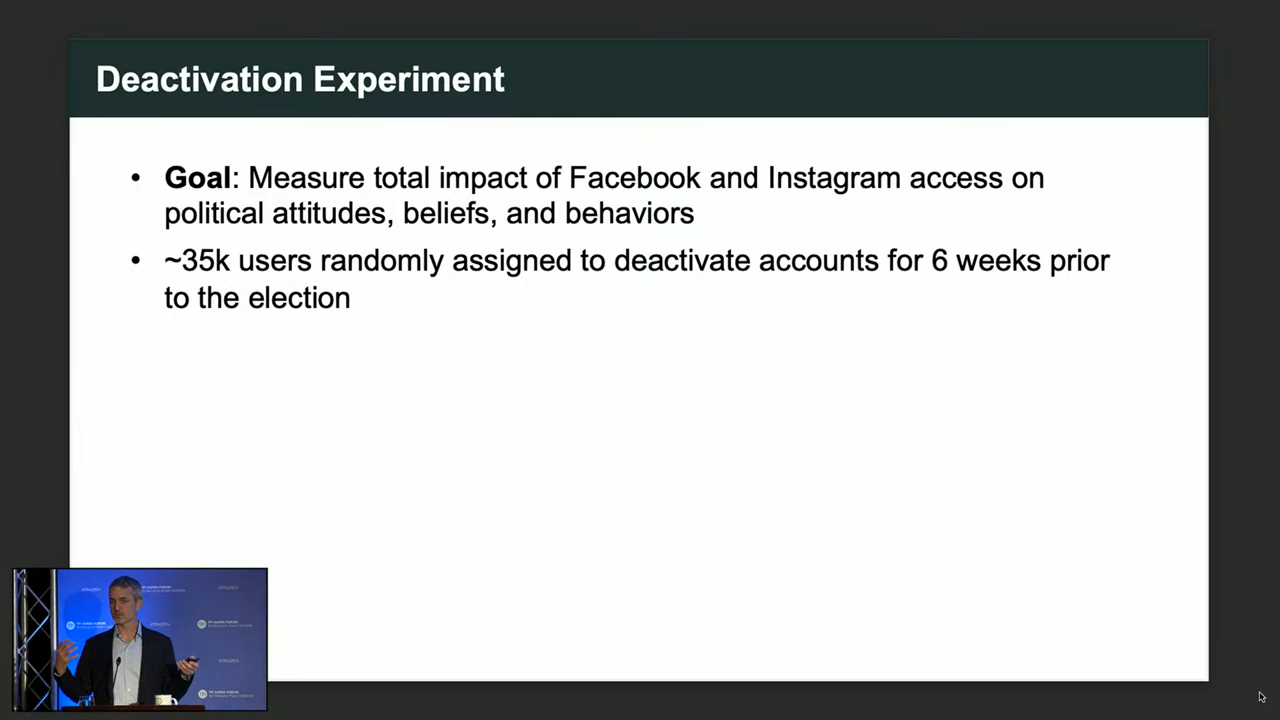 Deactivation Experiment
• Goal: Measure total impact of Facebook and Instagram access on
political attitudes, beliefs, and behaviors
• ~35k users randomly assigned to deactivate accounts for 6 weeks prior
to the election